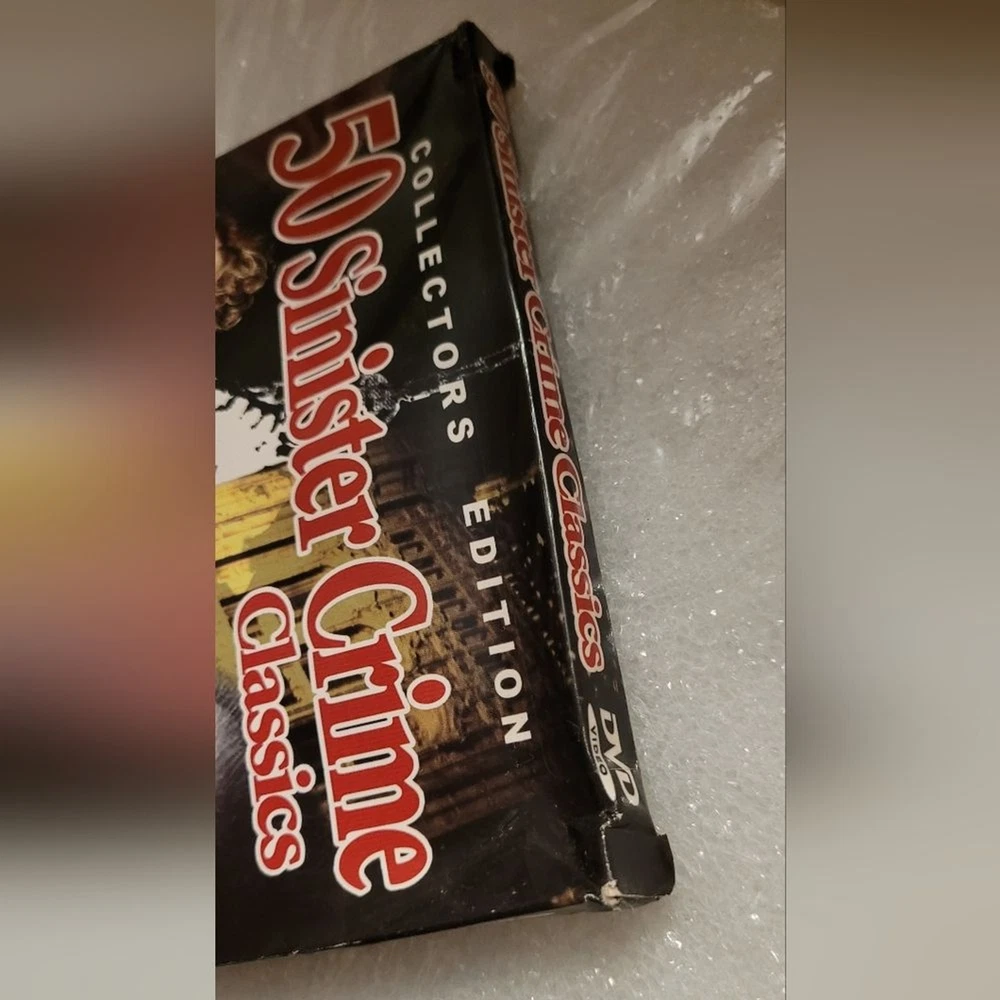 COLLECTORS EDITION
50 Sinister Crime
Classics
50 Sinister Crime Classics
DVD
VIDEO